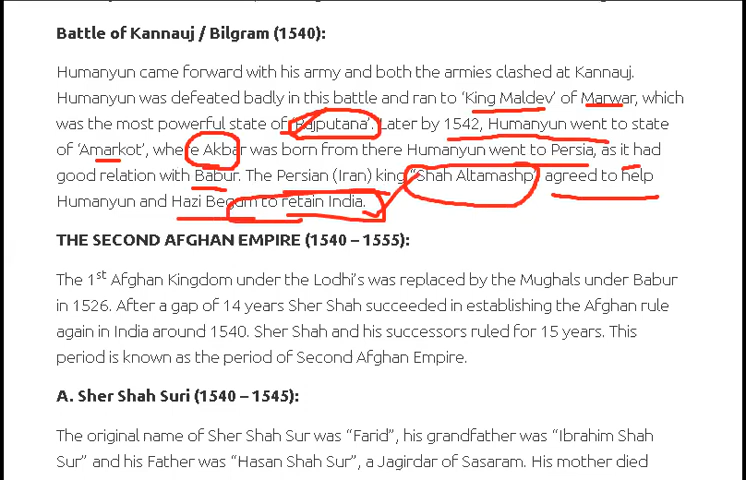 Battle of Kannauj / Bilgram (1540):
Humanyun came forward with his army and both the armies clashed at Kannauj.
Humanyun was defeated badly in this battle and ran to ‘King Maldev’ of Marwar, which
was the most powerful state of ‘Rajputana’. Later by 1542, Humanyun went to state
of ‘Amarkot’, where Akbar was born from there Humanyun went to Persia, as it had
good relation with Babur. The Persian (Iran) king “Shah Altamashp” agreed to help
Humanyun and Hazi Begum to retain India.
THE SECOND AFGHAN EMPIRE (1540 – 1555):
The 1st Afghan Kingdom under the Lodhi’s was replaced by the Mughals under Babur
in 1526. After a gap of 14 years Sher Shah succeeded in establishing the Afghan rule
again in India around 1540. Sher Shah and his successors ruled for 15 years. This
period is known as the period of Second Afghan Empire.
A. Sher Shah Suri (1540 – 1545):
The original name of Sher Shah Sur was “Farid”, his grandfather was “Ibrahim Shah
Sur” and his Father was “Hasan Shah Sur”, a Jagirdar of Sasaram. His mother died